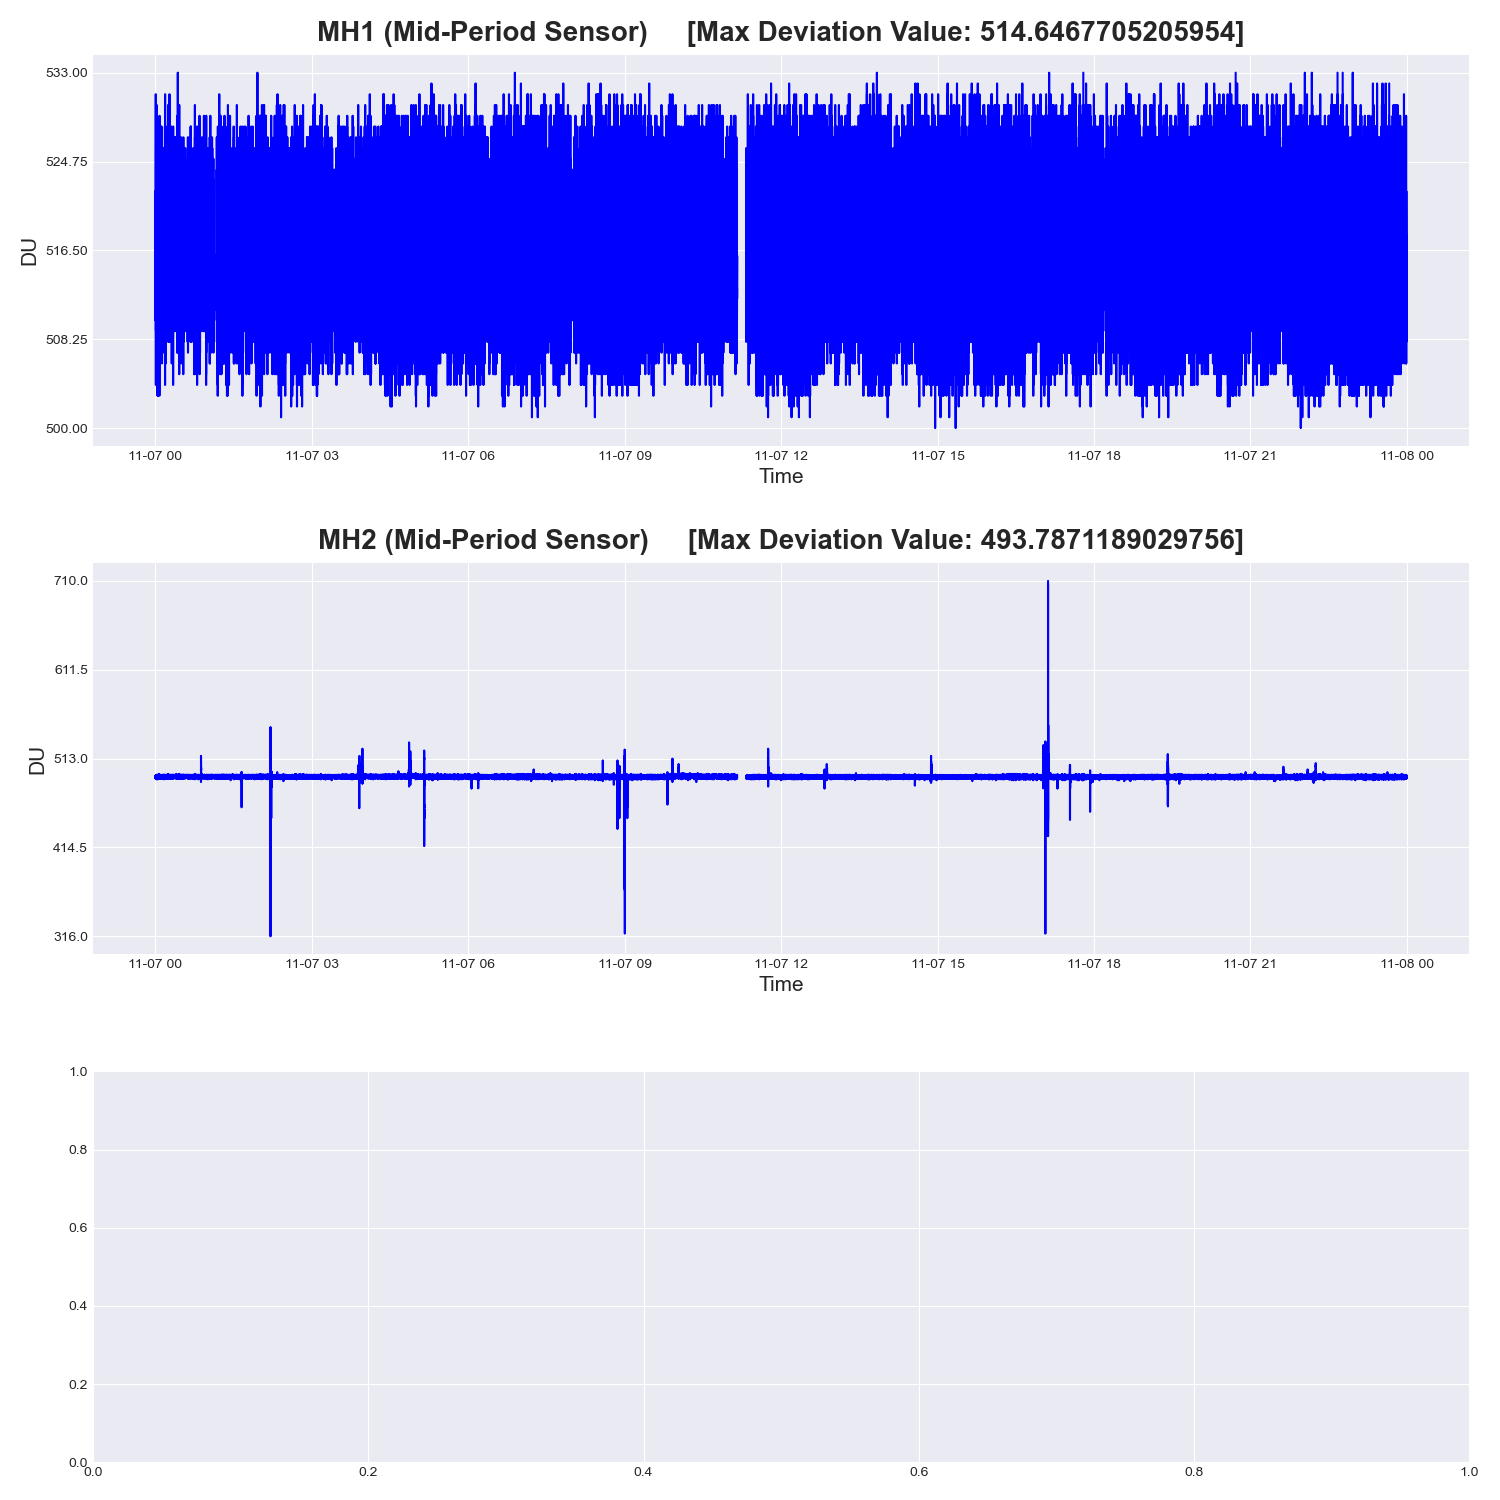 MH1 (Mid-Period Sensor) [Max Deviation Value: 514.6467705205954]
533.00
524.75
516.50
508.25
500.00
DU
11-07 00 11-07 03 11-07 06 11-07 09 11-07 12 11-07 15 11-07 18 11-07 21 11-08 00
Time
MH2 (Mid-Period Sensor) [Max Deviation Value: 493.7871189029756]
710.0
611.5
513.0
414.5
316.0
DU
11-07 00 11-07 03 11-07 06 11-07 09 11-07 12 11-07 15 11-07 18 11-07 21 11-08 00
Time
1.0
0.8
0.6
0.4
0.2
0.0
0.0 0.2 0.4 0.6 0.8 1.0